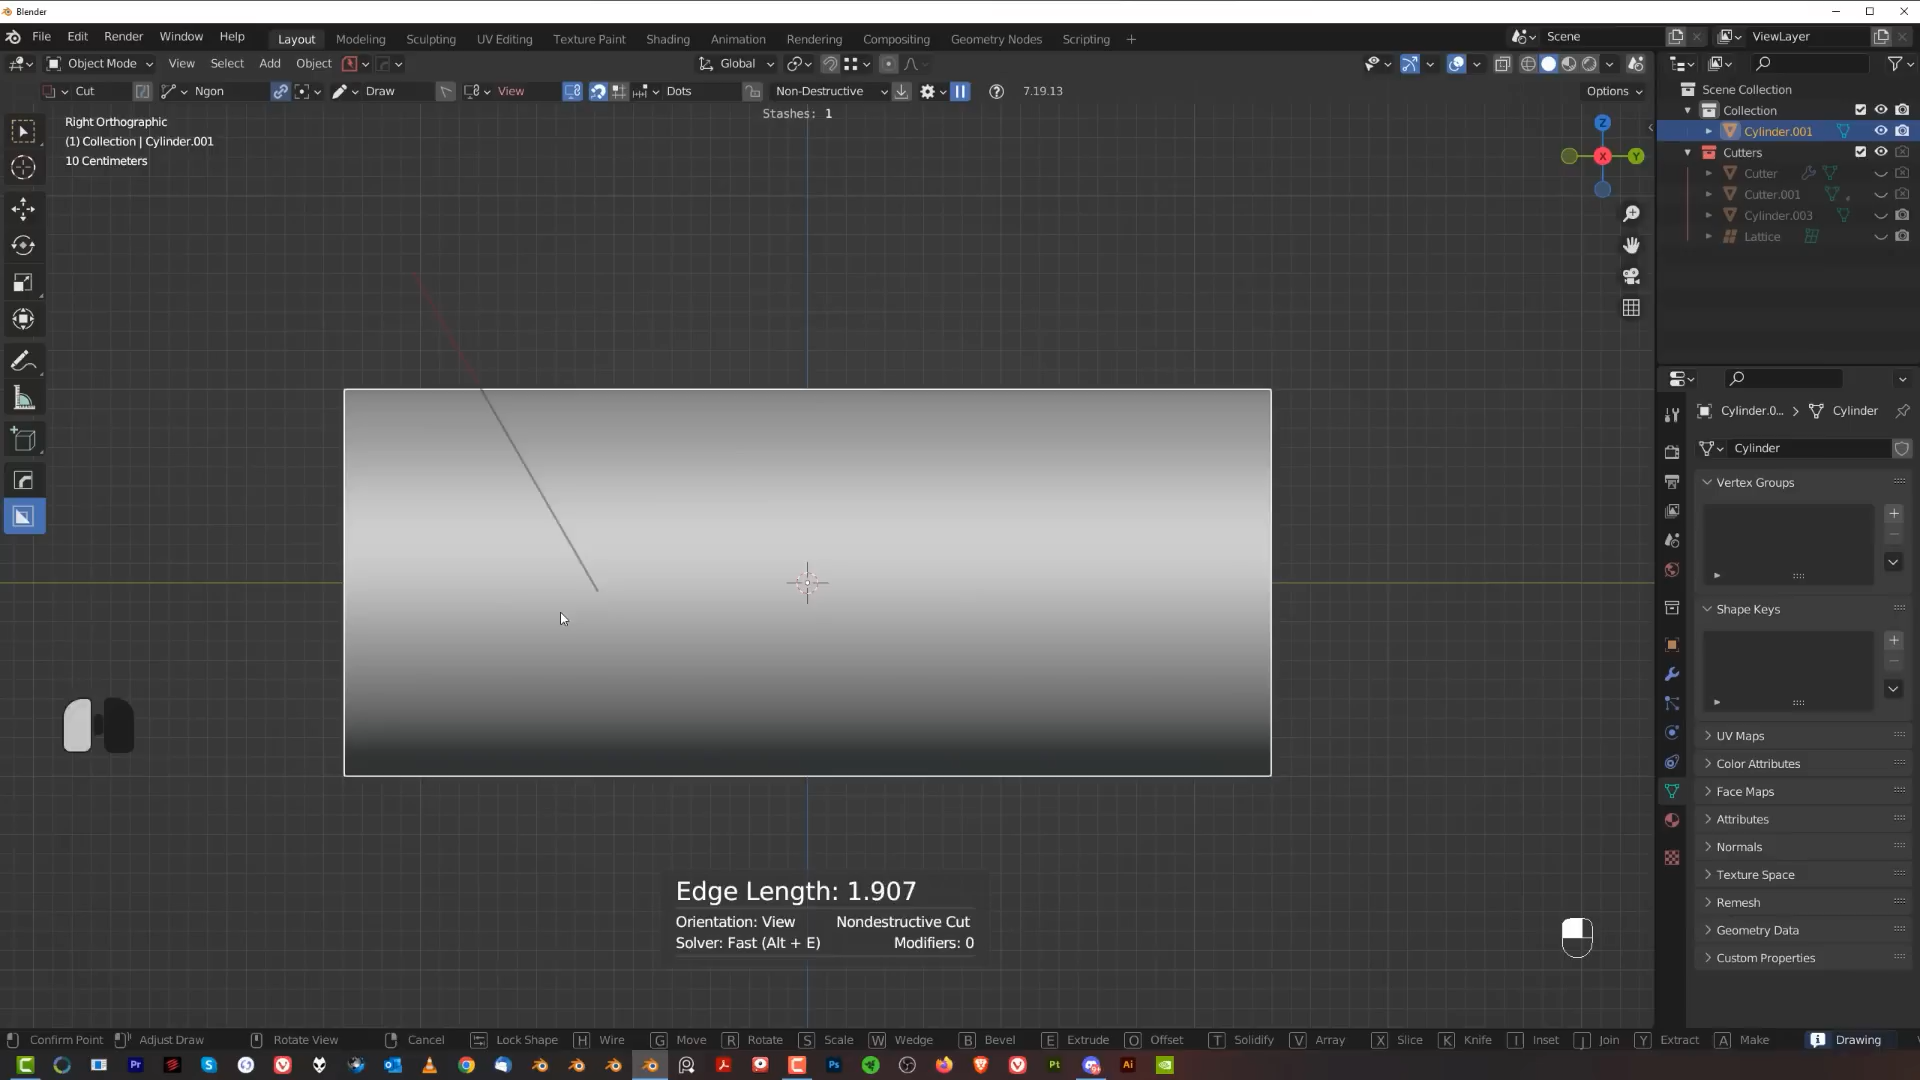 Blender
File Edit Render Window Help Layout Modeling Sculpting UV Editing Texture Paint Shading Animation Rendering Compositing Geometry Nodes Scripting + Scene ViewLayer
Object Mode View Select Add Object Global
Cut Ngon Draw View Dots Non-Destructive 7.19.13 Options
Stashes: 1
Right Orthographic
(1) Collection | Cylinder.001
10 Centimeters
Z
X
Y
Scene Collection
Collection
Cylinder.001
Cutters
Cutter
Cutter.001
Cylinder.003
Lattice
Cylinder.0... > Cylinder
Cylinder
Vertex Groups
Shape Keys
UV Maps
Color Attributes
Face Maps
Attributes
Normals
Texture Space
Remesh
Geometry Data
Custom Properties
Edge Length: 1.907
Orientation: View Nondestructive Cut
Solver: Fast (Alt + E) Modifiers: 0
Confirm Point Adjust Draw Rotate View Cancel Lock Shape H Wire G Move R Rotate S Scale W Wedge B Bevel E Extrude O Offset T Solidify V Array X Slice K Knife I Inset J Join Y Extract A Make Drawing
Pr S Ps Pt Ai